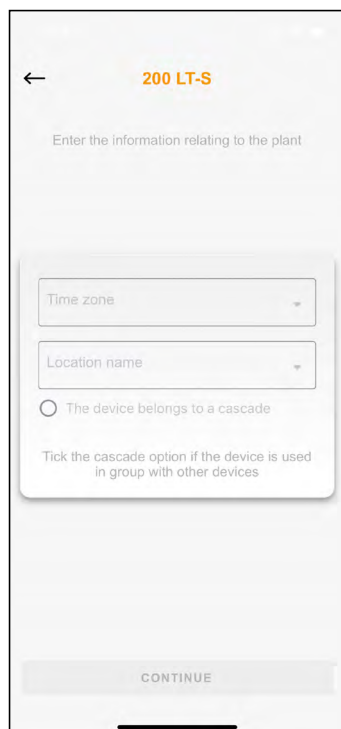 200 LT-S
Enter the information relating to the plant
Time zone
Location name
The device belongs to a cascade
Tick the cascade option if the device is used
in group with other devices
CONTINUE